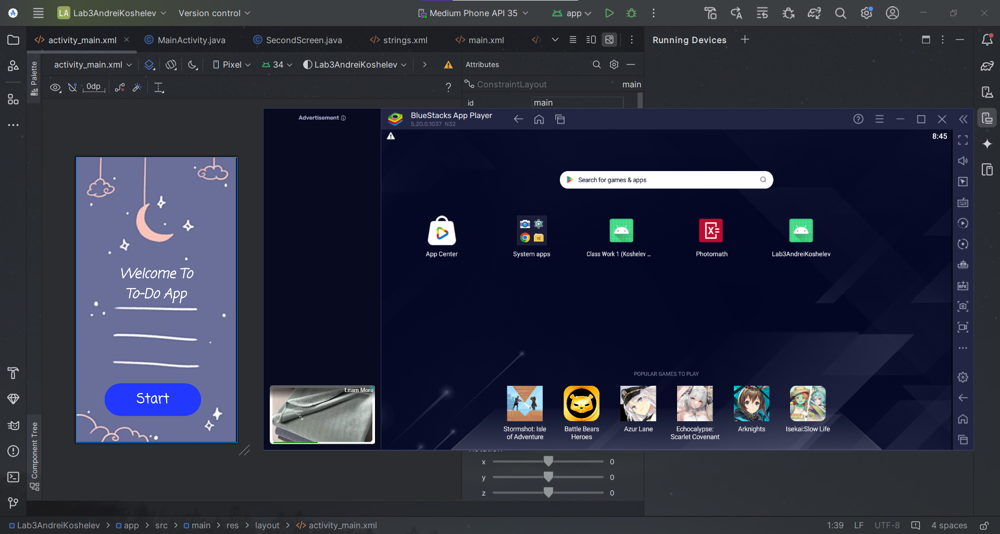 LA Lab3AndreiKoshelev Version control Medium Phone API 35 app
activity_main.xml MainActivity.java SecondScreen.java strings.xml main.xml Running Devices
activity_main.xml Pixel 34 Lab3AndreiKoshelev Attributes
Palette
0dp ? ConstraintLayout main
id main
Advertisement
BlueStacks App Player
5.20.0.1037 N32
8:45
Search for games & apps
App Center System apps Class Work 1 (Koshelev ... Photomath Lab3AndreiKoshelev
Welcome To
To-Do App
Start
Learn More
POPULAR GAMES TO PLAY
Stormshot: Isle
of Adventure
Battle Bears
Heroes
Azur Lane
Echocalypse:
Scarlet Covenant
Arknights
Isekai:Slow Life
Component Tree
x 0
y 0
z 0
Lab3AndreiKoshelev > app > src > main > res > layout > activity_main.xml 1:39 LF UTF-8 4 spaces